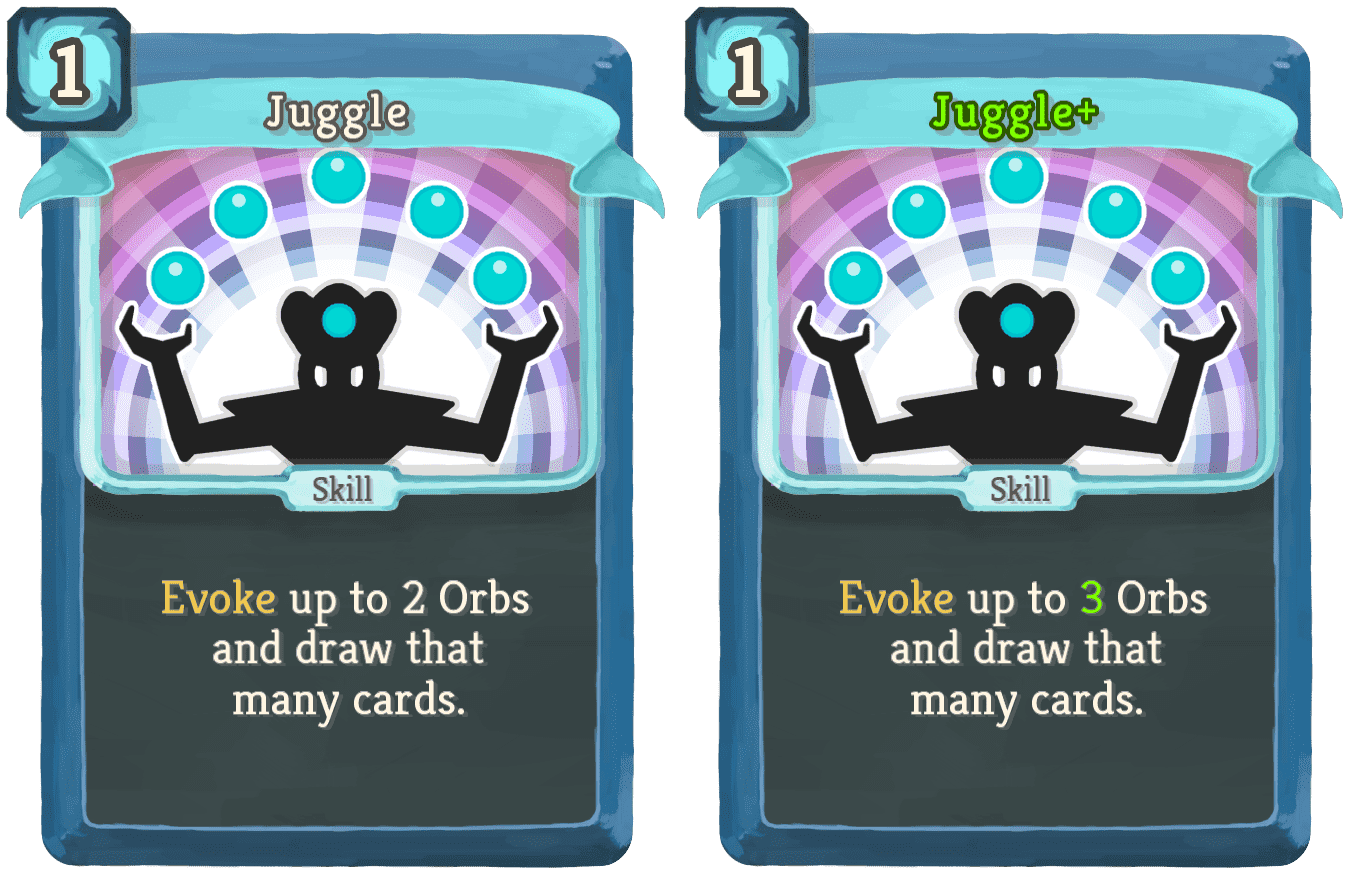 1
Juggle
Skill
Evoke up to 2 Orbs
and draw that
many cards.
1
Juggle+
Skill
Evoke up to 3 Orbs
and draw that
many cards.